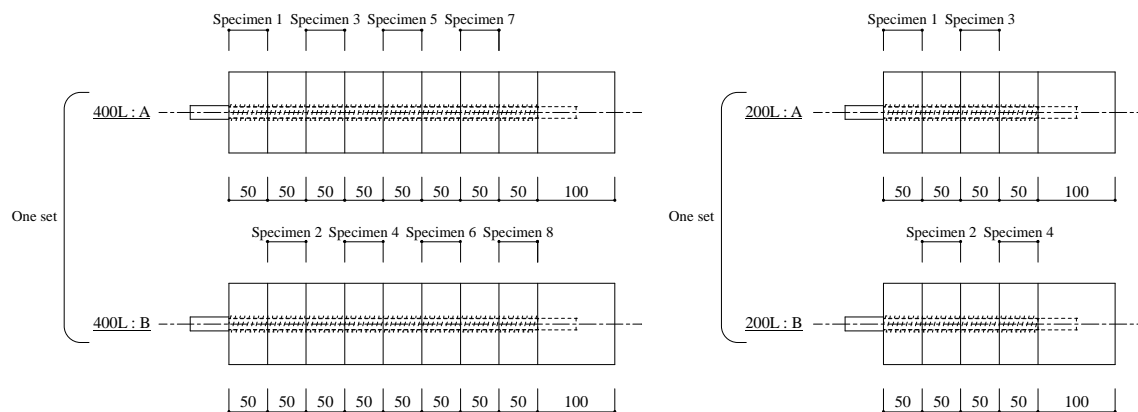 Specimen 1 Specimen 3 Specimen 5 Specimen 7
400L : A
50 50 50 50 50 50 50 50 100
One set
Specimen 2 Specimen 4 Specimen 6 Specimen 8
400L : B
50 50 50 50 50 50 50 50 100
Specimen 1 Specimen 3
200L : A
50 50 50 50 100
One set
Specimen 2 Specimen 4
200L : B
50 50 50 50 100